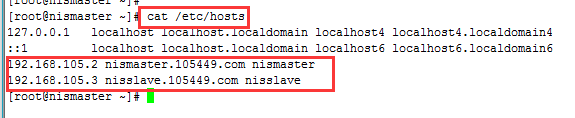 [root@nismaster ~]#
[root@nismaster ~]# cat /etc/hosts
127.0.0.1   localhost localhost.localdomain localhost4 localhost4.localdomain4
::1         localhost localhost.localdomain localhost6 localhost6.localdomain6
192.168.105.2 nismaster.105449.com nismaster
192.168.105.3 nisslave.105449.com nisslave
[root@nismaster ~]#